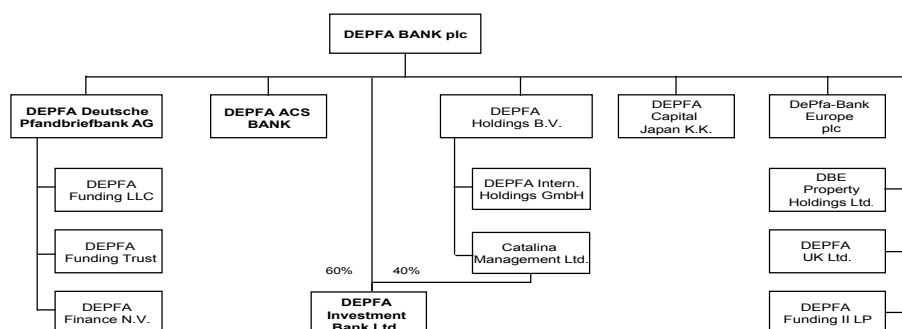 DEPFA BANK plc
DEPFA Deutsche
Pfandbriefbank AG
DEPFA ACS
BANK
DEPFA
Holdings B.V.
DEPFA
Capital
Japan K.K.
DePfa-Bank
Europe
plc
DEPFA
Funding LLC
DEPFA Intern.
Holdings GmbH
DBE
Property
Holdings Ltd.
DEPFA
Funding Trust
Catalina
Management Ltd.
DEPFA
UK Ltd.
60%
40%
DEPFA
Finance N.V.
DEPFA
Investment
Bank Ltd.
DEPFA
Funding II LP